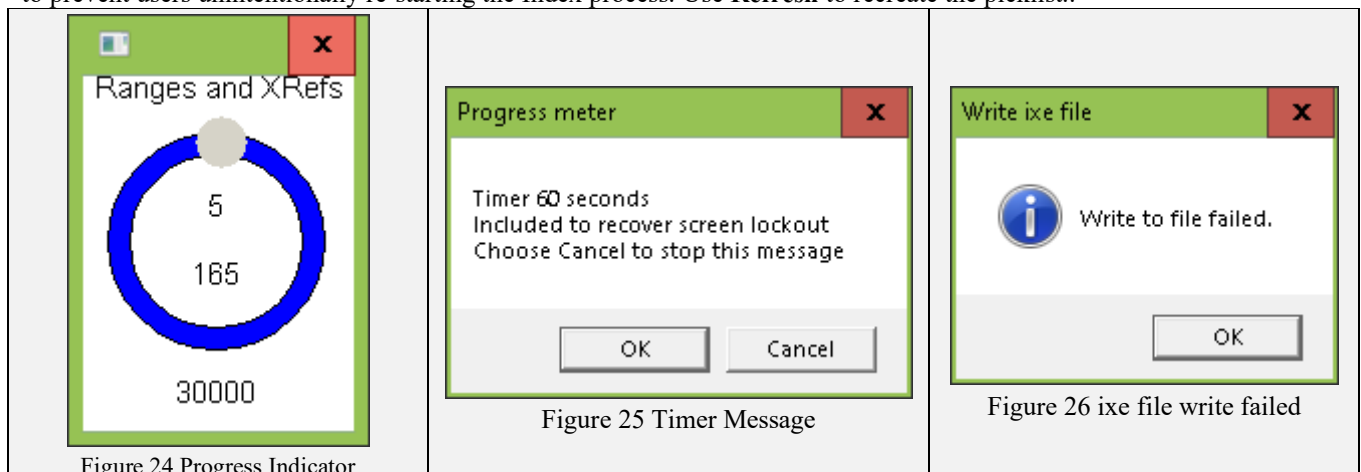 to prevent users unintentionally re-starting the Index process. Use Refresh to recreate the picklist..
x
Ranges and XRefs
5
165
30000
Figure 24 Progress Indicator
Progress meter x
Timer 60 seconds
Included to recover screen lockout
Choose Cancel to stop this message
OK Cancel
Figure 25 Timer Message
Write ixe file x
Write to file failed.
OK
Figure 26 ixe file write failed